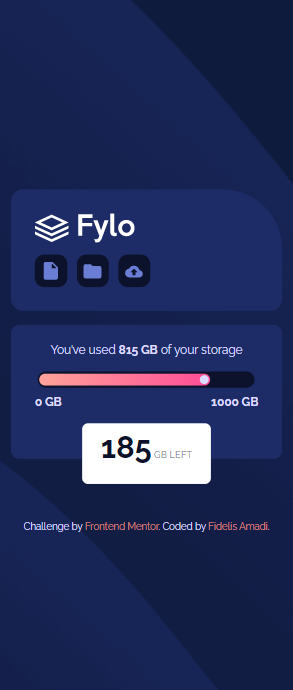 Fylo
You've used 815 GB of your storage
0 GB 1000 GB
185 GB LEFT
Challenge by Frontend Mentor. Coded by Fidelis Amadi.